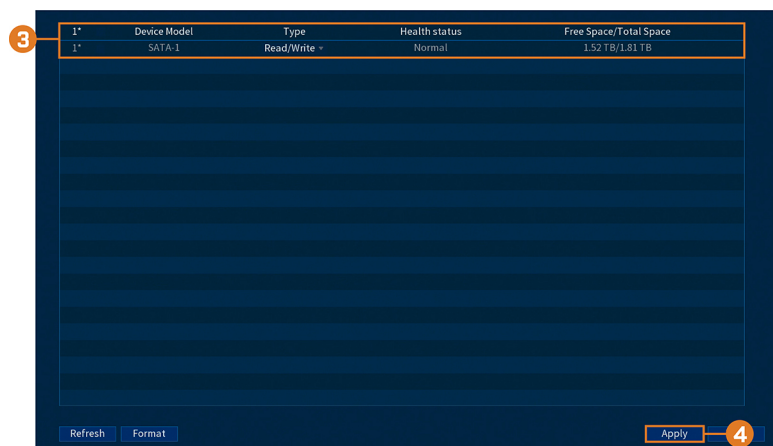 3
1* Device Model Type Health status Free Space/Total Space
1* SATA-1 Read/Write Normal 1.52 TB/1.81 TB
Refresh Format Apply 4